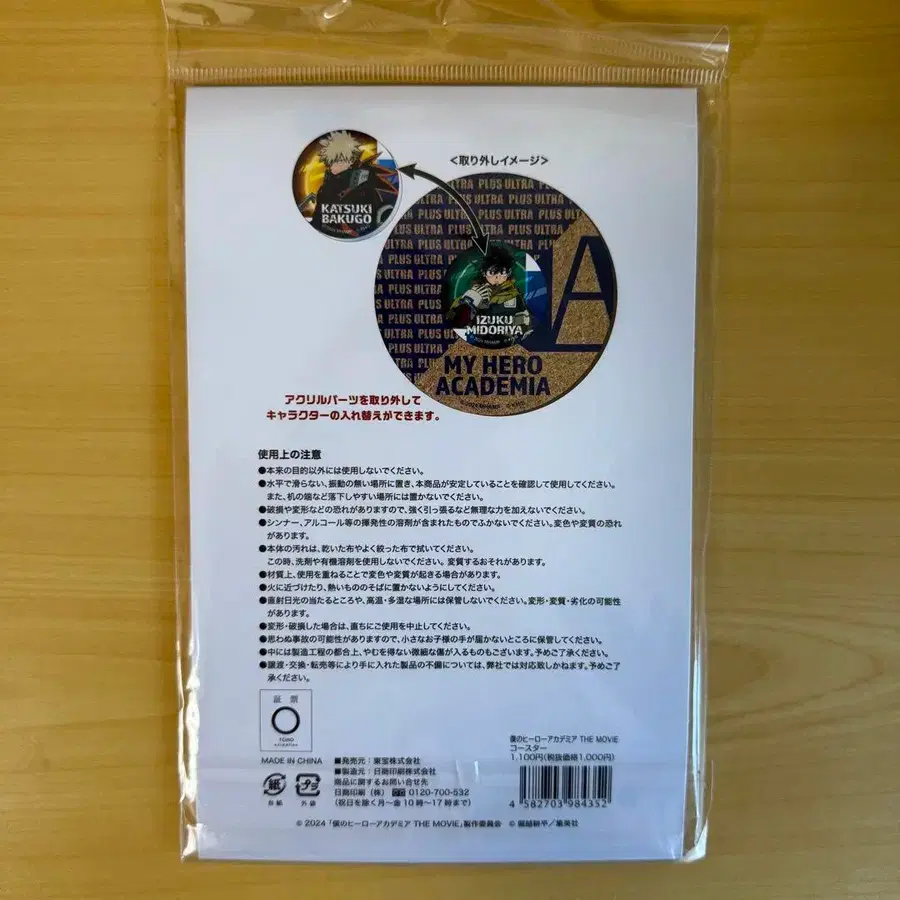 KATSUKI
BAKUGO
<取り外しイメージ>
PLUS ULTRA PLUS ULTRA
IZUKU
MIDORIYA
A
MY HERO
ACADEMIA
アクリルパーツを取り外して
キャラクターの入れ替えができます。
使用上の注意
●本来の目的以外には使用しないでください。
●水平で滑らない、振動の無い場所に置き、本商品が安定していることを確認して使用してください。
また、机の端など落下しやすい場所には置かないでください。
●破損や変形などの恐れがありますので、強く引っ張るなど無理な力を加えないでください。
●シンナー、アルコール等の揮発性の溶剤が含まれたものでふかないでください。変色や変質の恐れ
があります。
●本体の汚れは、乾いた布やよく絞った布で拭いてください。
この時、洗剤や有機溶剤を使用しないでください。変質するおそれがあります。
●材質上、使用を重ねることで変色や変質が起きる場合があります。
●火に近づけたり、熱いもののそばに置かないようにしてください。
●直射日光の当たるところや、高温・多湿な場所には保管しないでください。変形・変質・劣化の可能性
があります。
●変形・破損した場合は、直ちにご使用を中止してください。
●思わぬ事故の可能性がありますので、小さなお子様の手が届かないところに保管してください。
●中には製造工程の都合上、やむを得ない微細な傷が入るものもございます。予めご了承ください。
●譲渡・交換・転売等により手に入れた製品の不備については、弊社では対応致しかねます。予めご了
承ください。
証票
TOHO
MADE IN CHINA
紙
台紙
プラ
外袋
■発売元:東宝株式会社
■製造元:日商印刷株式会社
商品に関するお問い合せ先
日商印刷(株) 0120-700-532
(祝日を除く月〜金10時〜17時まで)
僕のヒーローアカデミア THE MOVIE
コースター
1,100円(税抜価格1,000円)
4 582703 984352
© 2024「僕のヒーローアカデミア THE MOVIE」製作委員会 © 堀越耕平/集英社